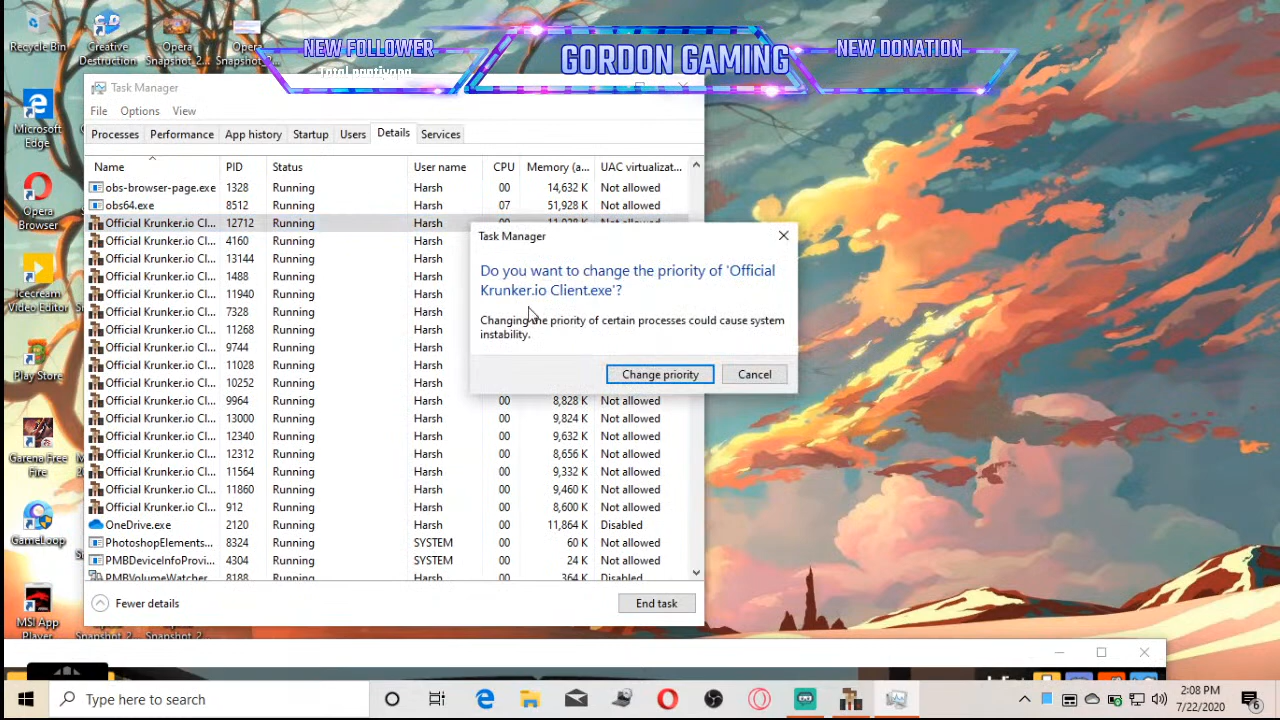 Recycle Bin
Creative Destruction
Opera Snapshot_2...
Opera Snapshot_2...
NEW FOLLOWER
GORDON GAMING
NEW DONATION
Task Manager
File Options View
Processes Performance App history Startup Users Details Services
Name PID Status User name CPU Memory (a... UAC virtualizat...
obs-browser-page.exe 1328 Running Harsh 00 14,632 K Not allowed
obs64.exe 8512 Running Harsh 07 51,928 K Not allowed
Official Krunker.io Cl... 12712 Running Harsh
Official Krunker.io Cl... 4160 Running Harsh
Official Krunker.io Cl... 13144 Running Harsh
Official Krunker.io Cl... 1488 Running Harsh
Official Krunker.io Cl... 11940 Running Harsh
Official Krunker.io Cl... 7328 Running Harsh
Official Krunker.io Cl... 11268 Running Harsh
Official Krunker.io Cl... 9744 Running Harsh
Official Krunker.io Cl... 11028 Running Harsh
Official Krunker.io Cl... 10252 Running Harsh
Official Krunker.io Cl... 9964 Running Harsh 00 8,828 K Not allowed
Official Krunker.io Cl... 13000 Running Harsh 00 9,824 K Not allowed
Official Krunker.io Cl... 12340 Running Harsh 00 9,632 K Not allowed
Official Krunker.io Cl... 12312 Running Harsh 00 8,656 K Not allowed
Official Krunker.io Cl... 11564 Running Harsh 00 9,332 K Not allowed
Official Krunker.io Cl... 11860 Running Harsh 00 9,460 K Not allowed
Official Krunker.io Cl... 912 Running Harsh 00 8,600 K Not allowed
OneDrive.exe 2120 Running Harsh 00 11,864 K Disabled
PhotoshopElements... 8324 Running SYSTEM 00 60 K Not allowed
PMBDeviceInfoProvi... 4304 Running SYSTEM 00 24 K Not allowed
PMBVolumeWatcher 8188 Running Harsh 00 364 K Disabled
Fewer details
End task
Task Manager
Do you want to change the priority of 'Official
Krunker.io Client.exe'?
Changing the priority of certain processes could cause system
instability.
Change priority Cancel
Microsoft Edge
Opera Browser
Icecream Video Editor
Play Store
Garena Free Fire
GameLoop
MSI App Player
Snapshot_2... Snapshot_2...
Type here to search
2:08 PM
7/22/2020
6